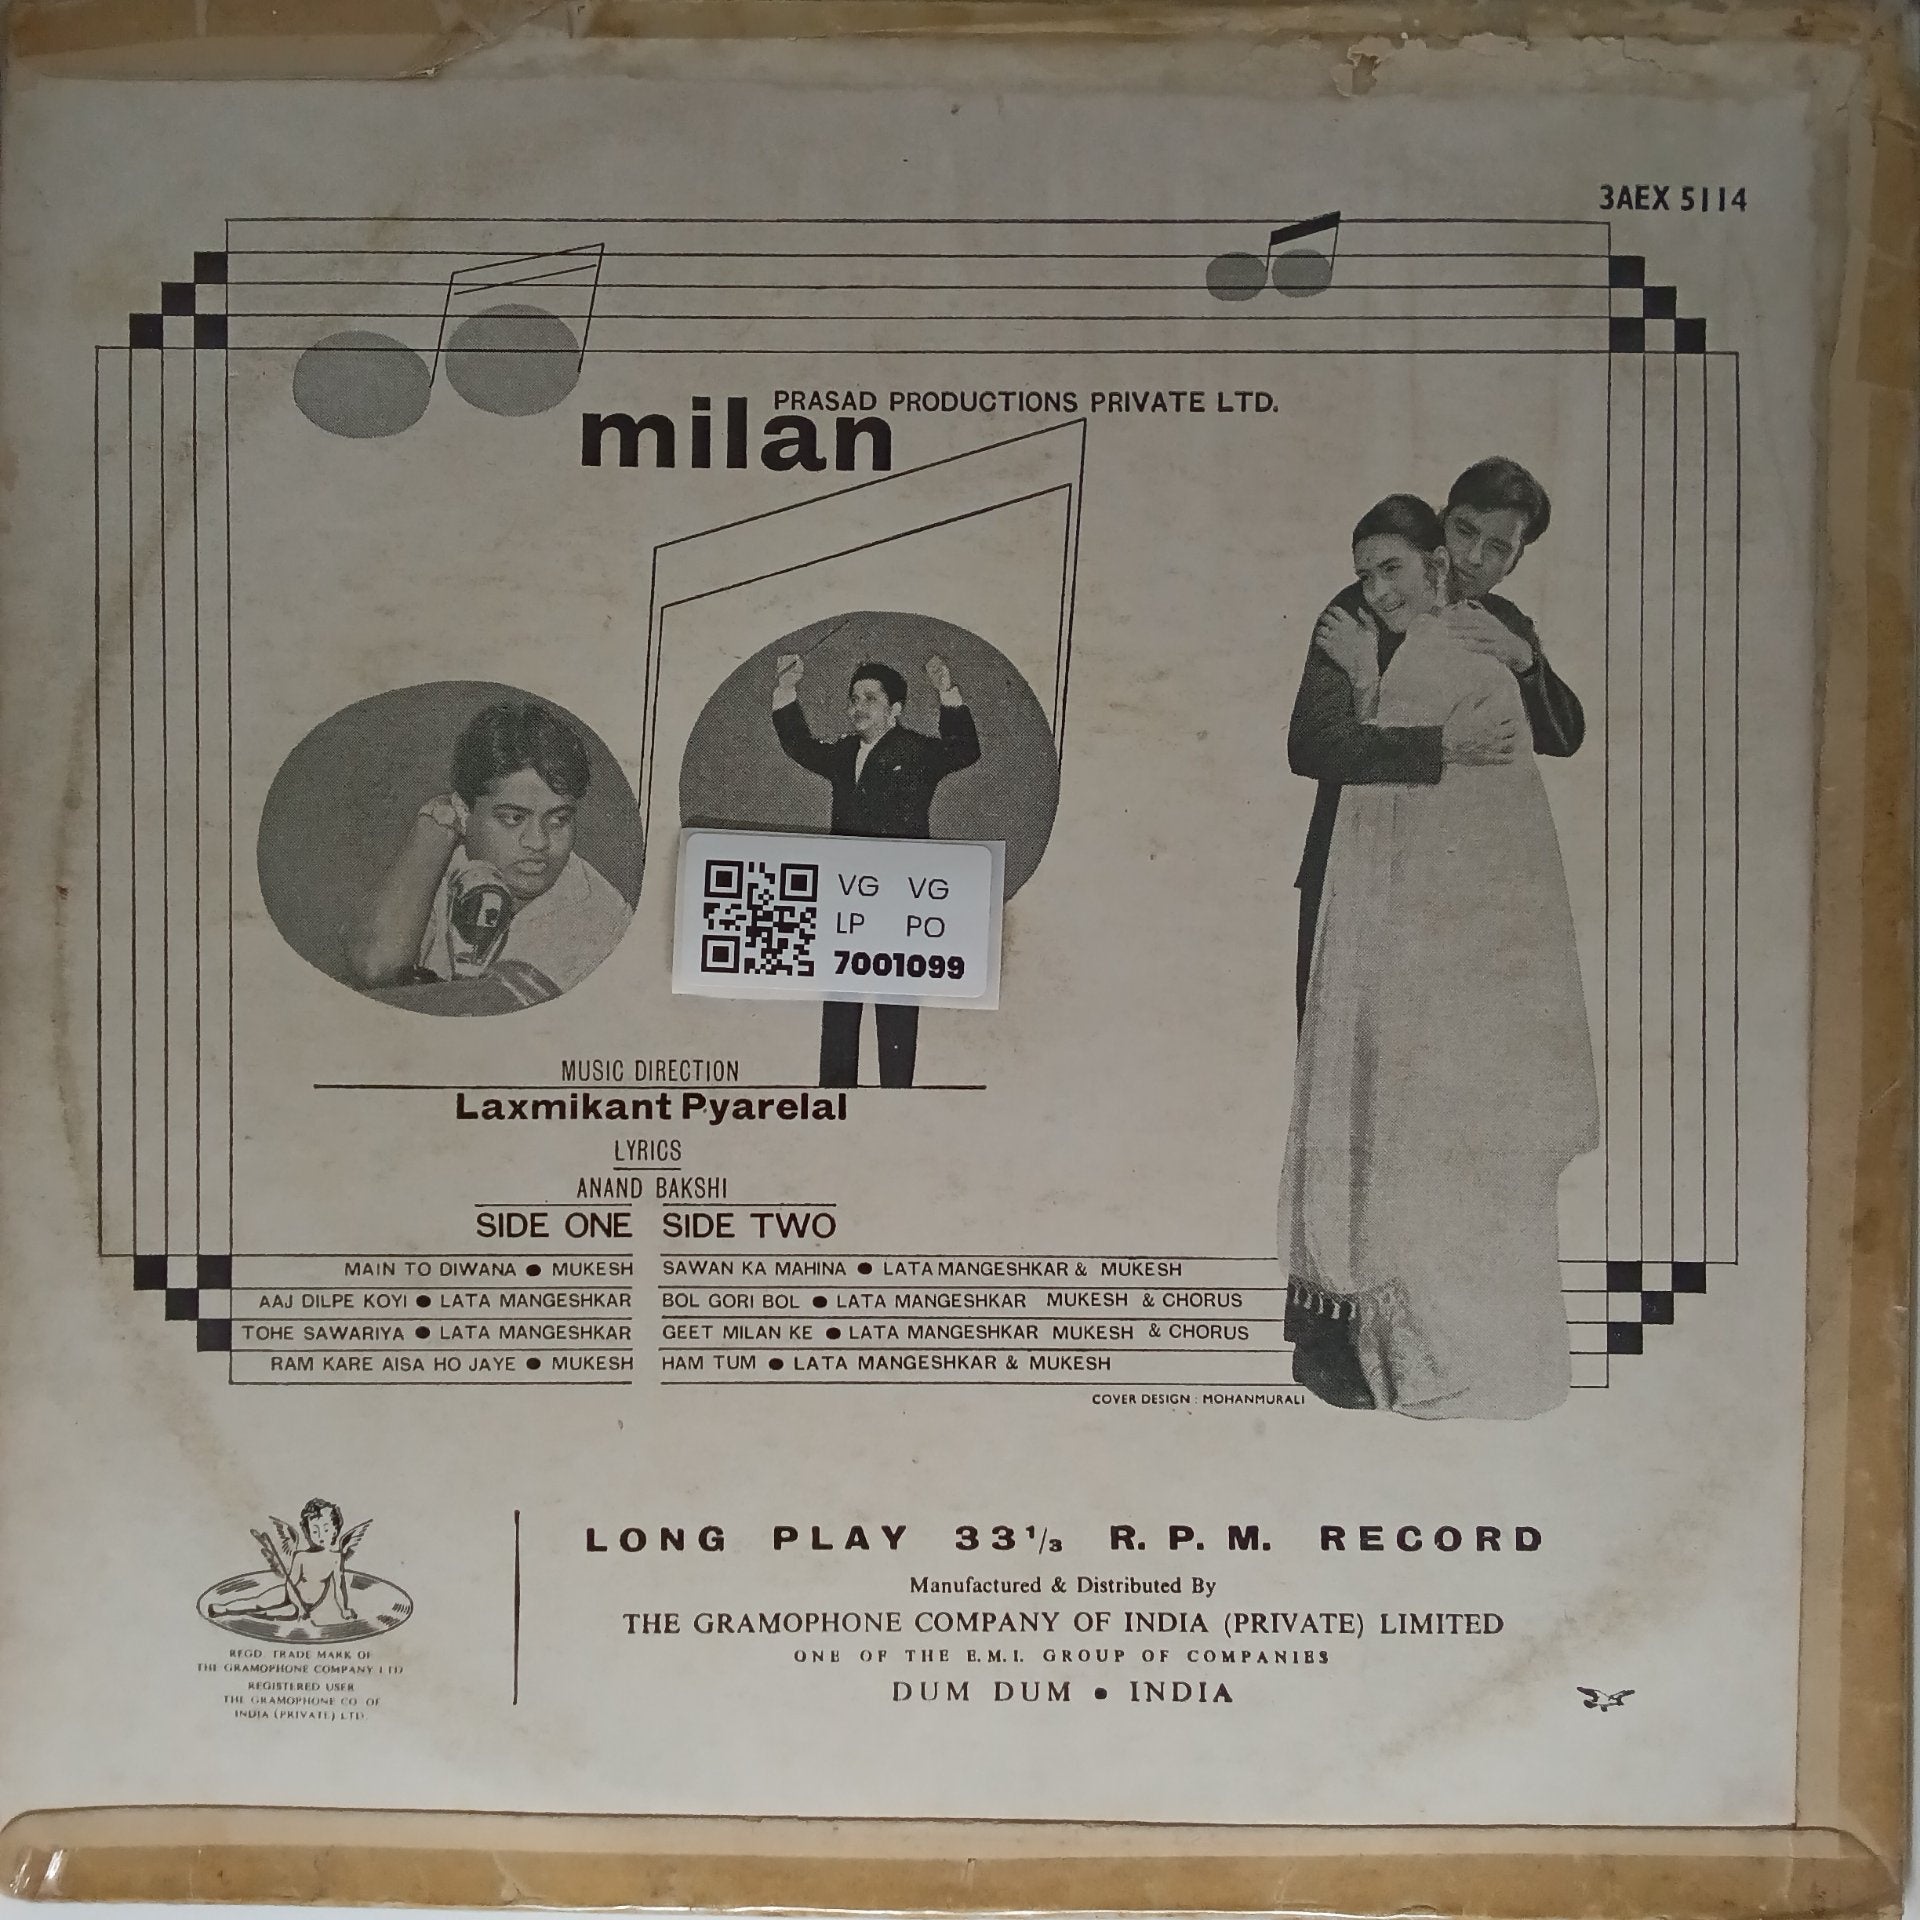 3AEX 5114
PRASAD PRODUCTIONS PRIVATE LTD.
milan
VG VG
LP PO
7001099
MUSIC DIRECTION
Laxmikant Pyarelal
LYRICS
ANAND BAKSHI
SIDE ONE
MAIN TO DIWANA ● MUKESH
AAJ DILPE KOYI ● LATA MANGESHKAR
TOHE SAWARIYA ● LATA MANGESHKAR
RAM KARE AISA HO JAYE ● MUKESH
SIDE TWO
SAWAN KA MAHINA ● LATA MANGESHKAR & MUKESH
BOL GORI BOL ● LATA MANGESHKAR MUKESH & CHORUS
GEET MILAN KE ● LATA MANGESHKAR MUKESH & CHORUS
HAM TUM ● LATA MANGESHKAR & MUKESH
COVER DESIGN : MOHANMURALI
REGD. TRADE MARK OF
THE GRAMOPHONE COMPANY LTD
REGISTERED USER
THE GRAMOPHONE CO. OF
INDIA (PRIVATE) LTD.
LONG PLAY 33 1/3 R. P. M. RECORD
Manufactured & Distributed By
THE GRAMOPHONE COMPANY OF INDIA (PRIVATE) LIMITED
ONE OF THE E.M.I. GROUP OF COMPANIES
DUM DUM ● INDIA